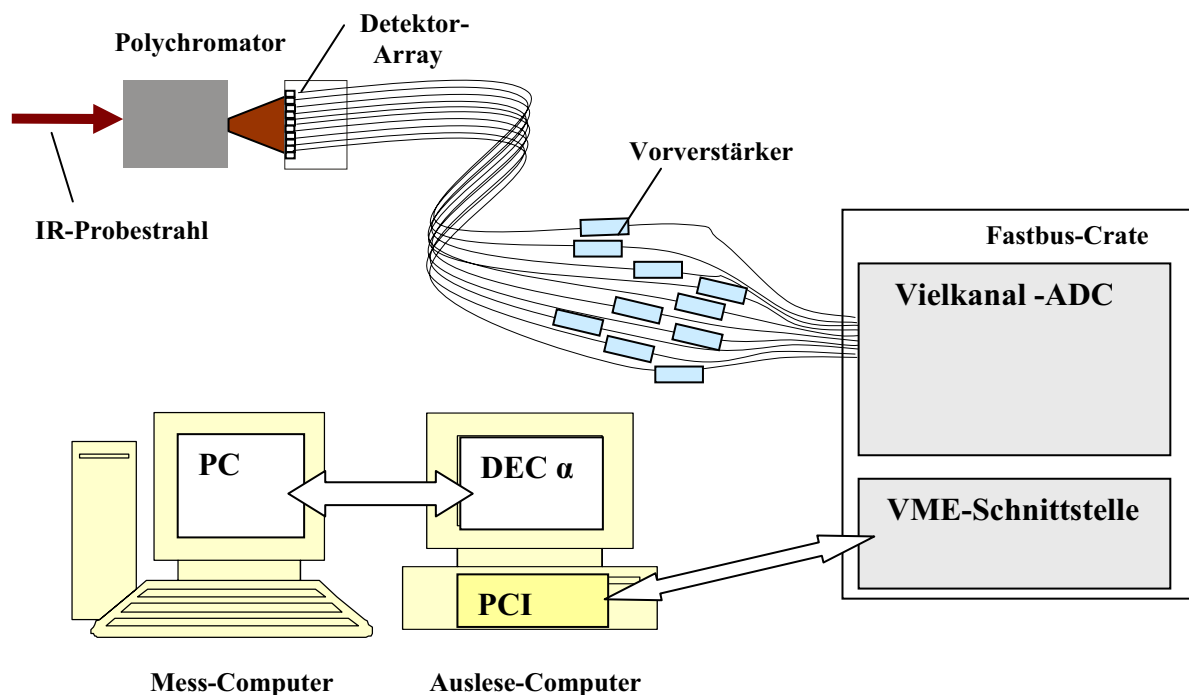 Detektor-
Array
Polychromator
IR-Probestrahl
Vorverstärker
Fastbus-Crate
Vielkanal -ADC
PC
DEC α
VME-Schnittstelle
PCI
Mess-Computer
Auslese-Computer